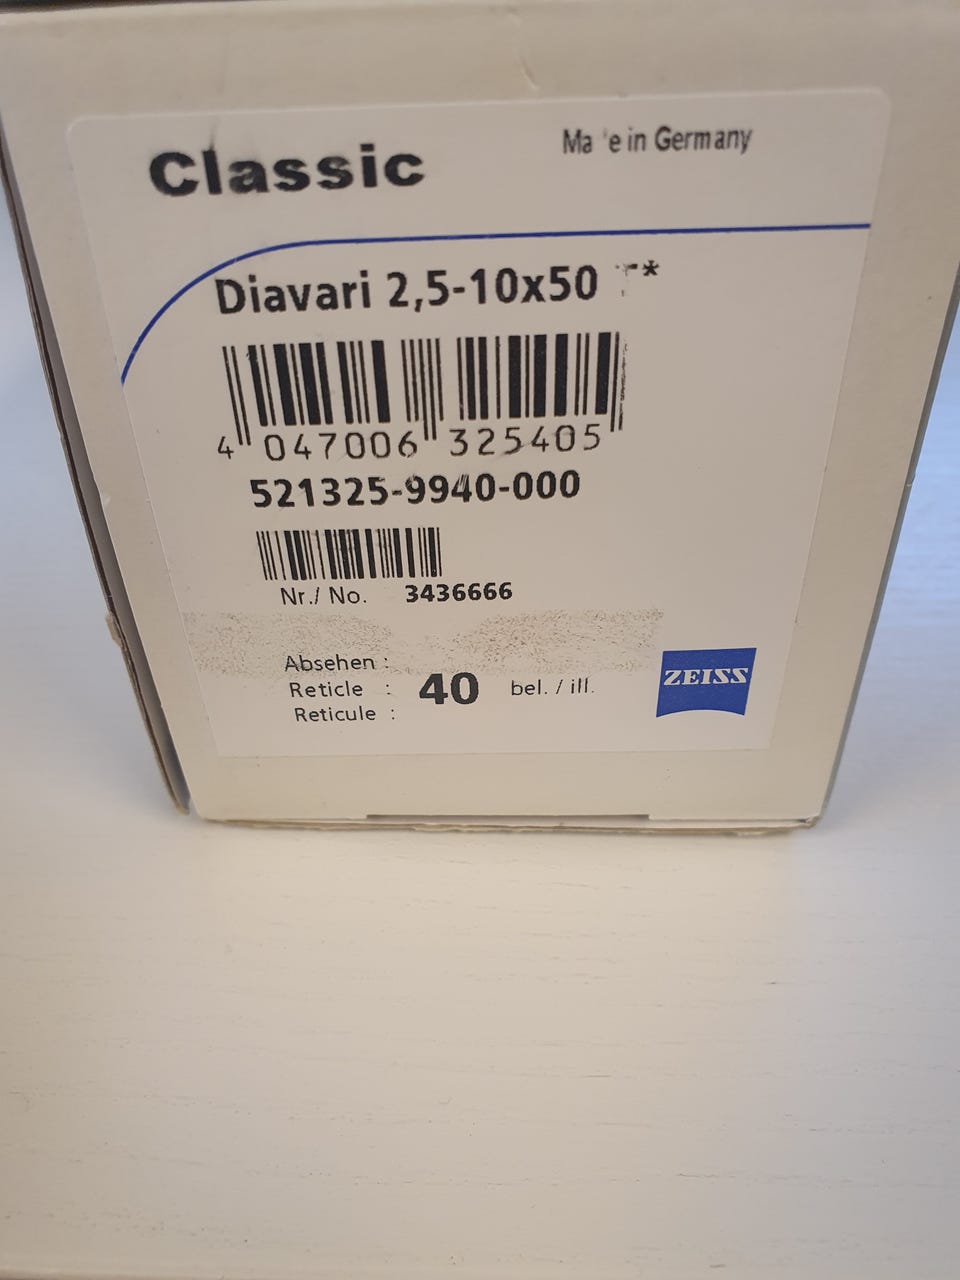 Classic
Made in Germany
Diavari 2,5-10x50 T*
4 047006 325405
521325-9940-000
Nr./ No. 3436666
Absehen :
Reticle : 40 bel. / ill.
Reticule :
ZEISS